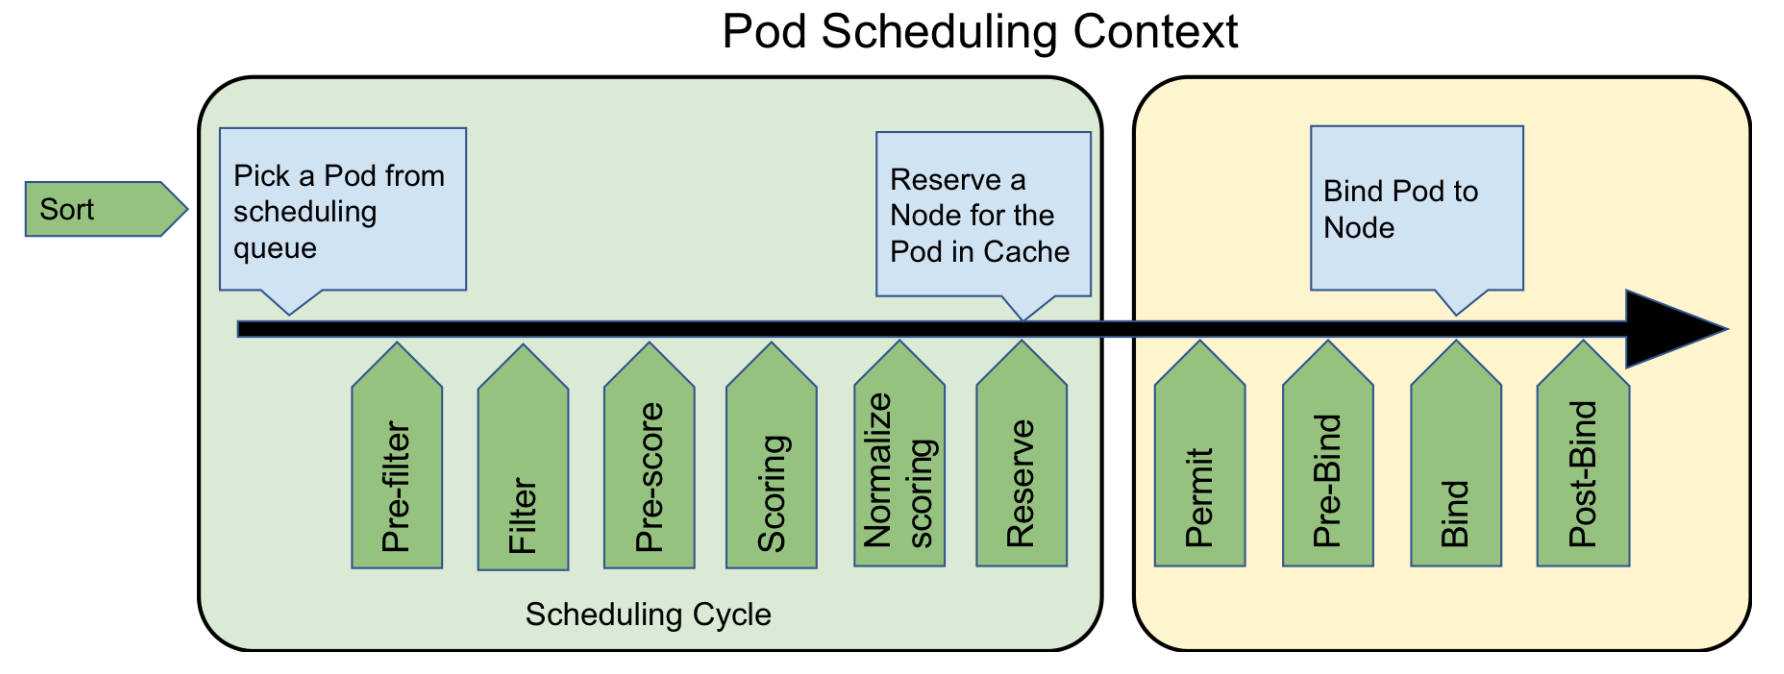 Pod Scheduling Context
Sort
Pick a Pod from
scheduling
queue
Reserve a
Node for the
Pod in Cache
Bind Pod to
Node
Pre-filter
Filter
Pre-score
Scoring
Normalize
scoring
Reserve
Permit
Pre-Bind
Bind
Post-Bind
Scheduling Cycle